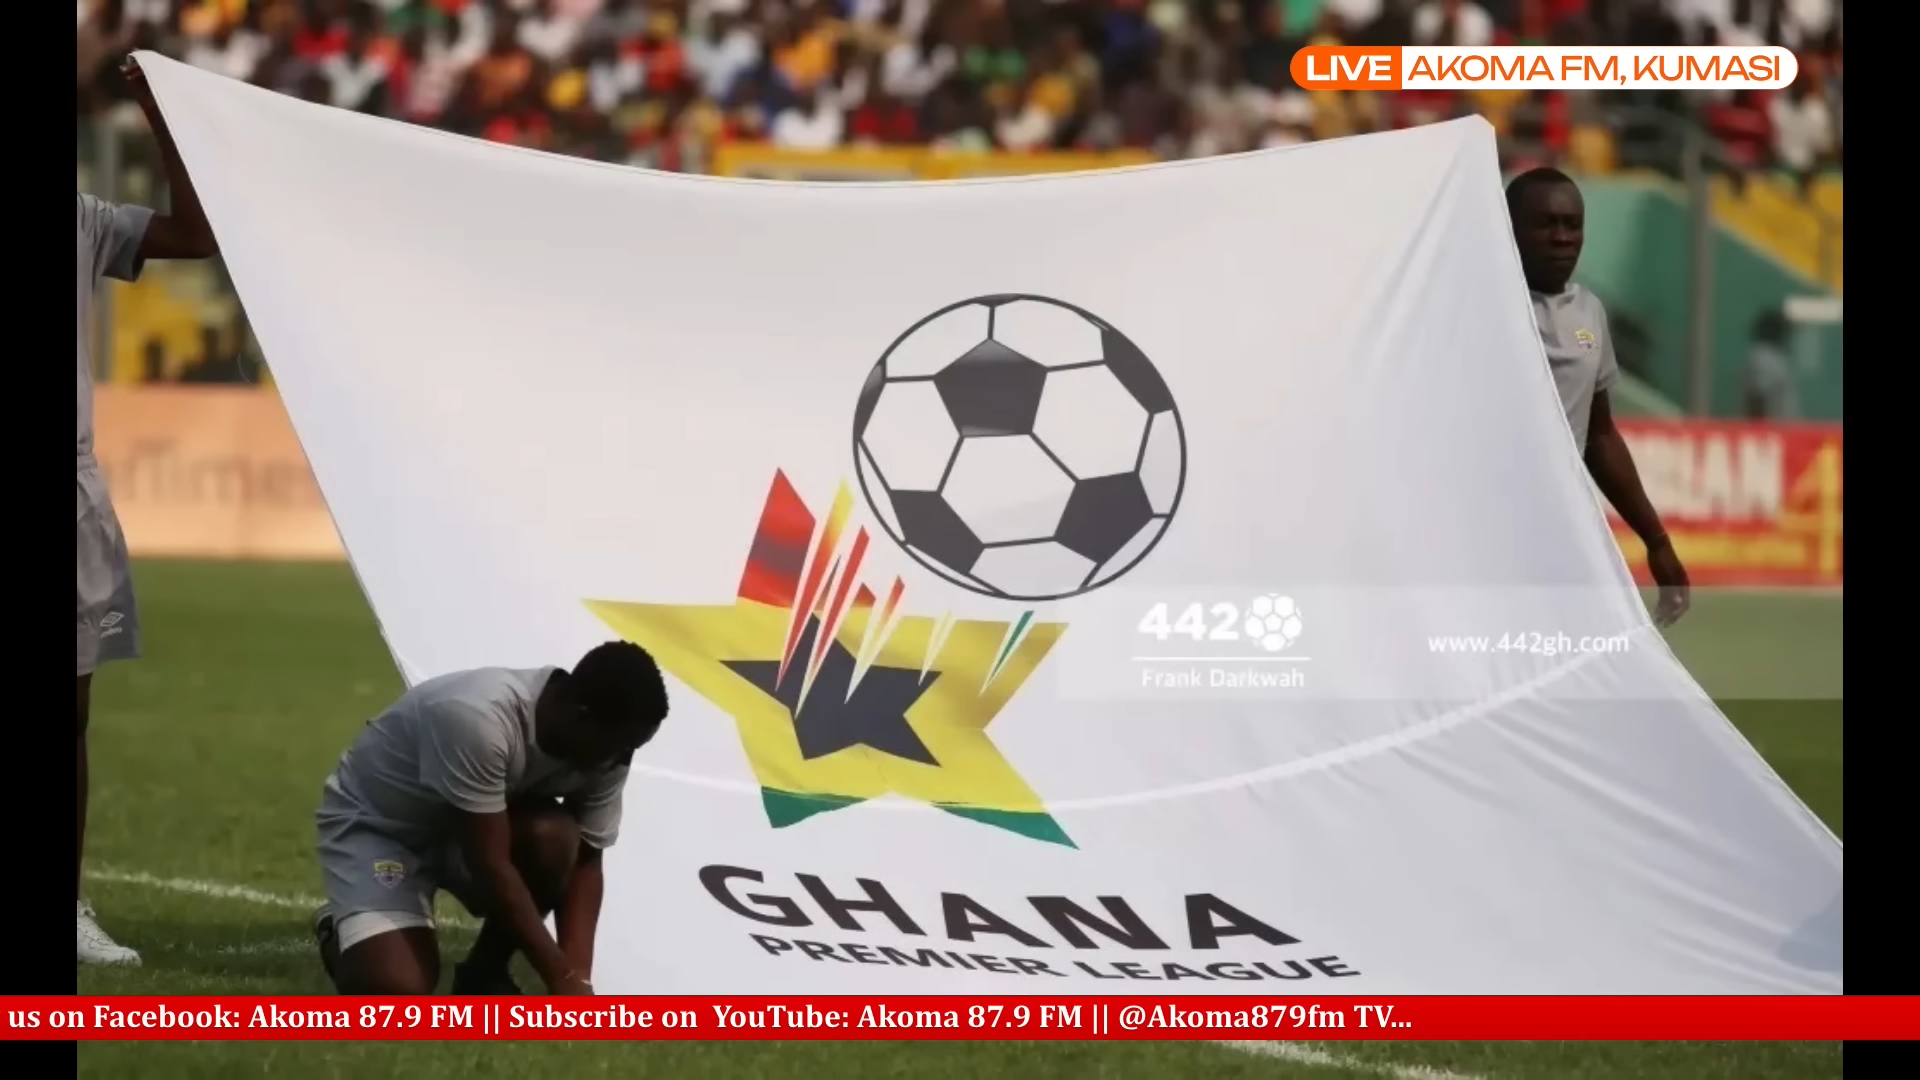 LIVE AKOMA FM, KUMASI
442
Frank Darkwah
www.442gh.com
GHANA
PREMIER LEAGUE
us on Facebook: Akoma 87.9 FM || Subscribe on YouTube: Akoma 87.9 FM || @Akoma879fm TV...